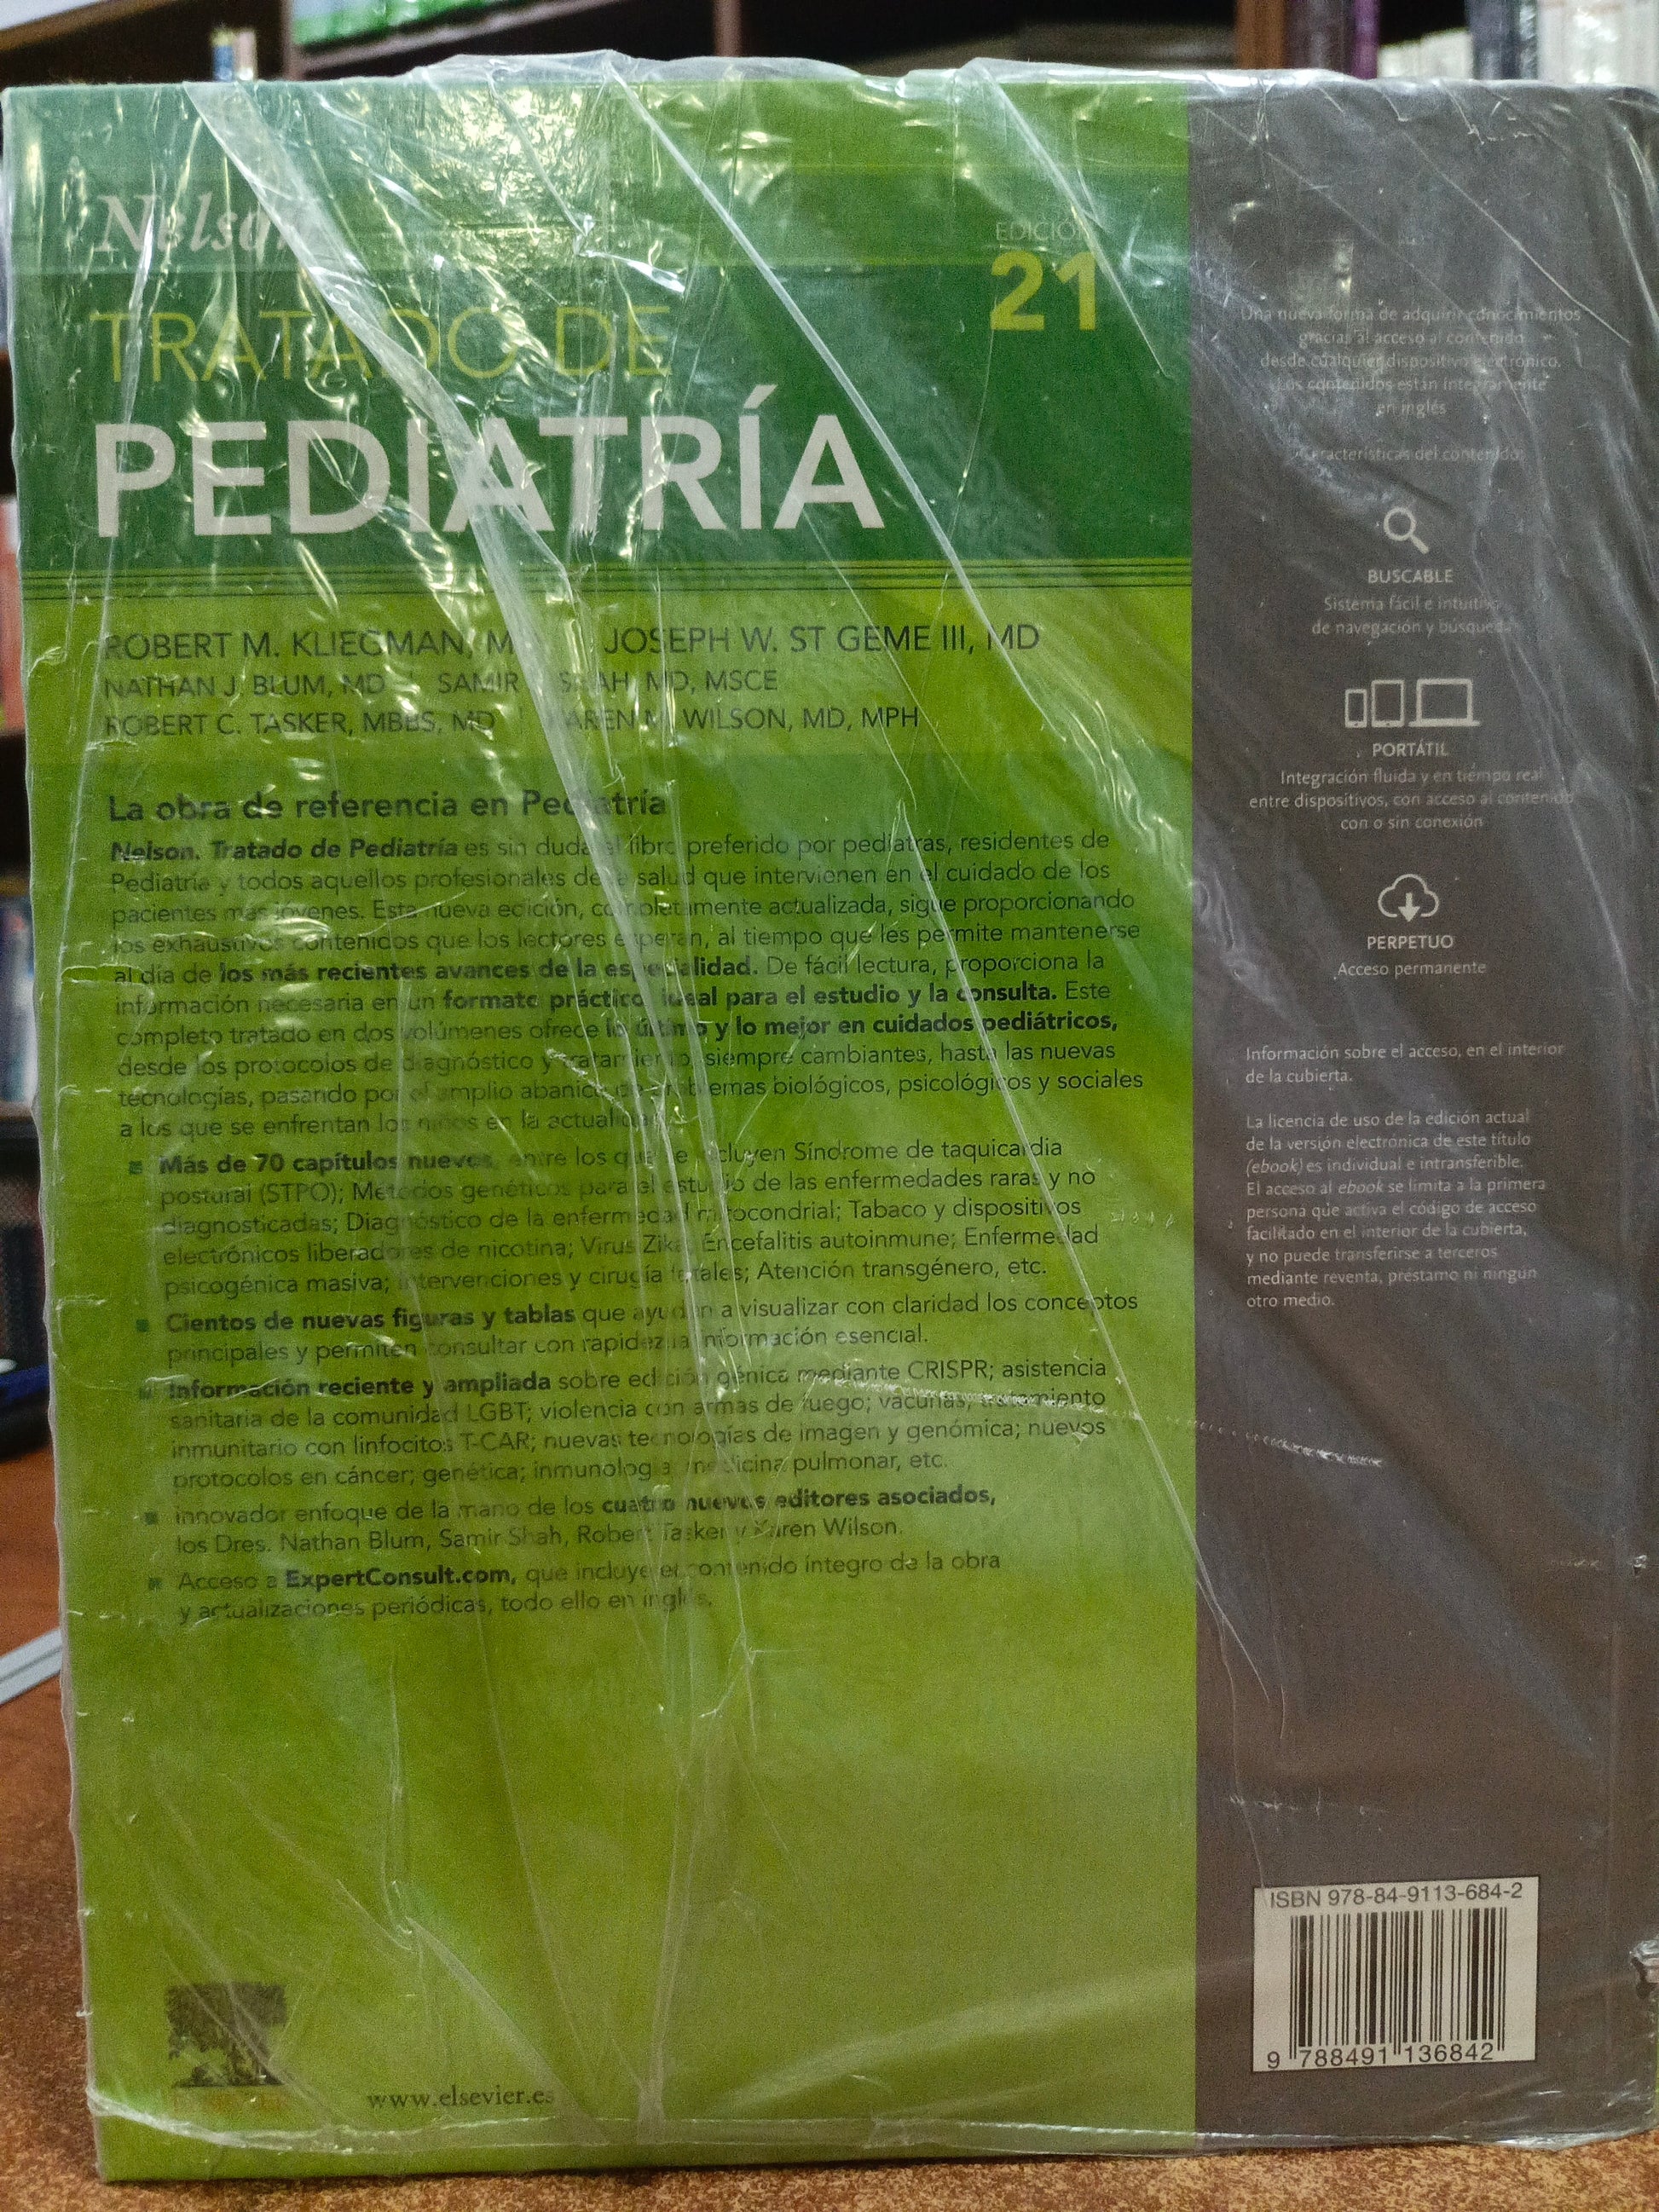 Nelson
EDICIÓN
21
TRATADO DE
PEDIATRÍA
ROBERT M. KLIEGMAN, M JOSEPH W. ST GEME III, MD
NATHAN J. BLUM, MD | SAMIR SHAH, MD, MSCE
ROBERT C. TASKER, MBBS, MD | KAREN M. WILSON, MD, MPH
La obra de referencia en Pediatría
Nelson. Tratado de Pediatría es sin duda el libro preferido por pediatras, residentes de
Pediatría y todos aquellos profesionales de la salud que intervienen en el cuidado de los
pacientes más jóvenes. Esta nueva edición, completamente actualizada, sigue proporcionando
los exhaustivos contenidos que los lectores esperan, al tiempo que les permite mantenerse
al día de los más recientes avances de la especialidad. De fácil lectura, proporciona la
información necesaria en un formato práctico, ideal para el estudio y la consulta. Este
completo tratado en dos volúmenes ofrece lo último y lo mejor en cuidados pediátricos,
desde los protocolos de diagnóstico y tratamiento, siempre cambiantes, hasta las nuevas
tecnologías, pasando por el amplio abanico de problemas biológicos, psicológicos y sociales
a los que se enfrentan los niños en la actualidad.
Más de 70 capítulos nuevos, entre los que se incluyen Síndrome de taquicardia
postural (STPO); Métodos genéticos para el estudio de las enfermedades raras y no
diagnosticadas; Diagnóstico de la enfermedad mitocondrial; Tabaco y dispositivos
electrónicos liberadores de nicotina; Virus Zika; Encefalitis autoinmune; Enfermedad
psicogénica masiva; Intervenciones y cirugía fetales; Atención transgénero, etc.
Cientos de nuevas figuras y tablas que ayudan a visualizar con claridad los conceptos
principales y permiten consultar con rapidez la información esencial.
Información reciente y ampliada sobre edición génica mediante CRISPR; asistencia
sanitaria de la comunidad LGBT; violencia con armas de fuego; vacunas; tratamiento
inmunitario con linfocitos T-CAR; nuevas tecnologías de imagen y genómica; nuevos
protocolos en cáncer; genética; inmunología; medicina pulmonar, etc.
Innovador enfoque de la mano de los cuatro nuevos editores asociados,
los Dres. Nathan Blum, Samir Shah, Robert Tasker y Karen Wilson.
Acceso a ExpertConsult.com, que incluye el contenido íntegro de la obra
y actualizaciones periódicas, todo ello en inglés.
ELSEVIER
www.elsevier.es
Una nueva forma de adquirir conocimientos
gracias al acceso al contenido
desde cualquier dispositivo electrónico.
Los contenidos están íntegramente
en inglés
Características del contenido:
BUSCABLE
Sistema fácil e intuitivo
de navegación y búsqueda
PORTÁTIL
Integración fluida y en tiempo real
entre dispositivos, con acceso al contenido
con o sin conexión
PERPETUO
Acceso permanente
Información sobre el acceso, en el interior
de la cubierta.
La licencia de uso de la edición actual
de la versión electrónica de este título
(ebook) es individual e intransferible.
El acceso al ebook se limita a la primera
persona que activa el código de acceso
facilitado en el interior de la cubierta,
y no puede transferirse a terceros
mediante reventa, préstamo ni ningún
otro medio.
ISBN 978-84-9113-684-2
9 788491 136842